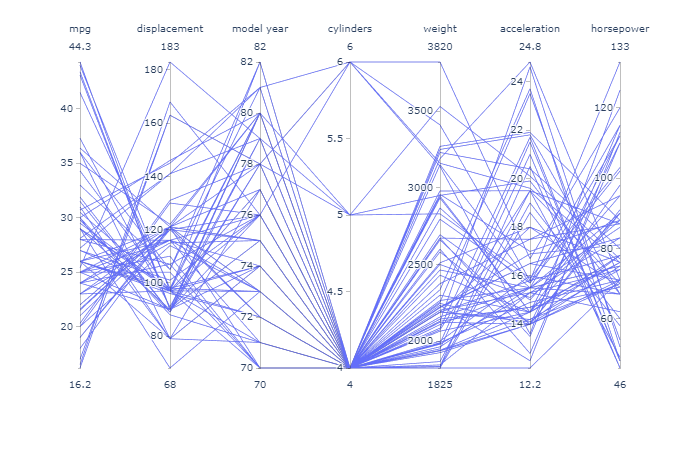 mpg displacement model year cylinders weight acceleration horsepower
44.3 183 82 6 3820 24.8 133
180 82 6
24
40 120
3500
160 80 5.5 22
35
140 78 3000 20 100
30 120 76 5 18
80
25 100 74 4.5 2500 16
20 80 72 2000 14 60
70 4
16.2 68 70 4 1825 12.2 46